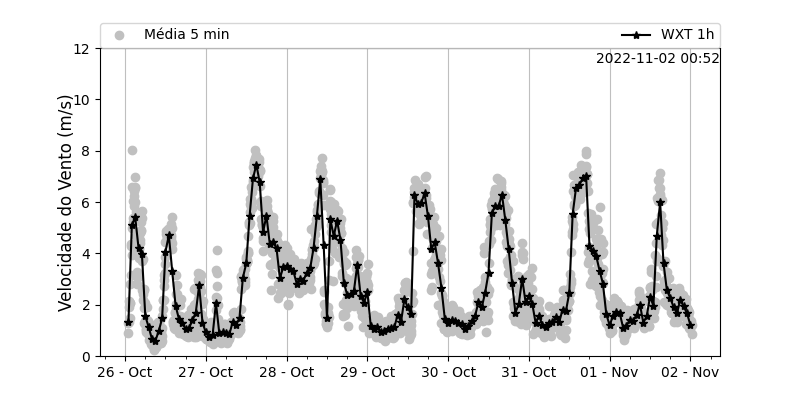 Média 5 min
WXT 1h
2022-11-02 00:52
Velocidade do Vento (m/s)
12
10
8
6
4
2
0
26 - Oct
27 - Oct
28 - Oct
29 - Oct
30 - Oct
31 - Oct
01 - Nov
02 - Nov